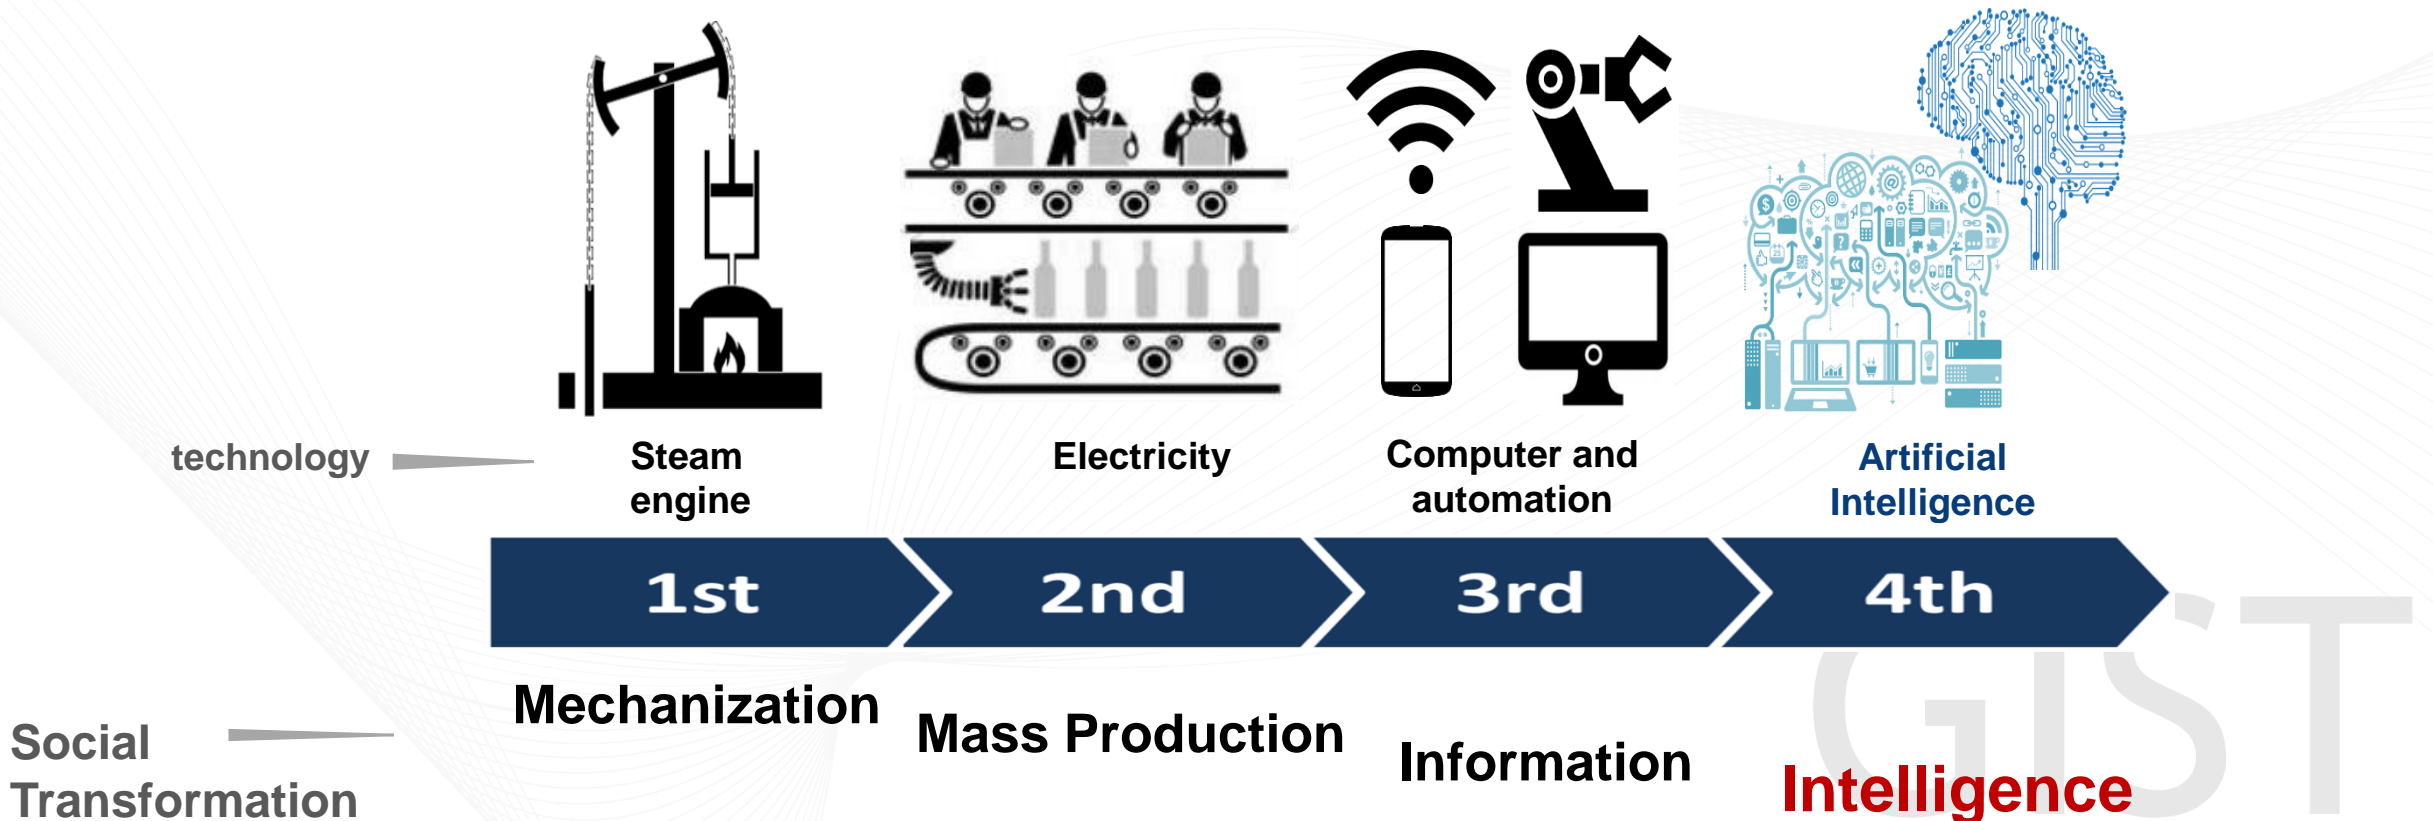 technology
Steam
engine
Electricity
Computer and
automation
Artificial
Intelligence
1st
2nd
3rd
4th
Social
Transformation
Mechanization
Mass Production
Information
Intelligence
GIST